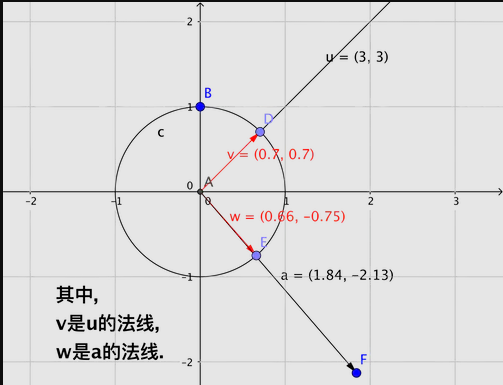 2
u = (3, 3)
B
1
D
c
v = (0.7, 0.7)
A
0
-2
-1
0
1
2
3
w = (0.66, -0.75)
E
-1
a = (1.84, -2.13)
其中,
v是u的法线,
w是a的法线.
F
-2